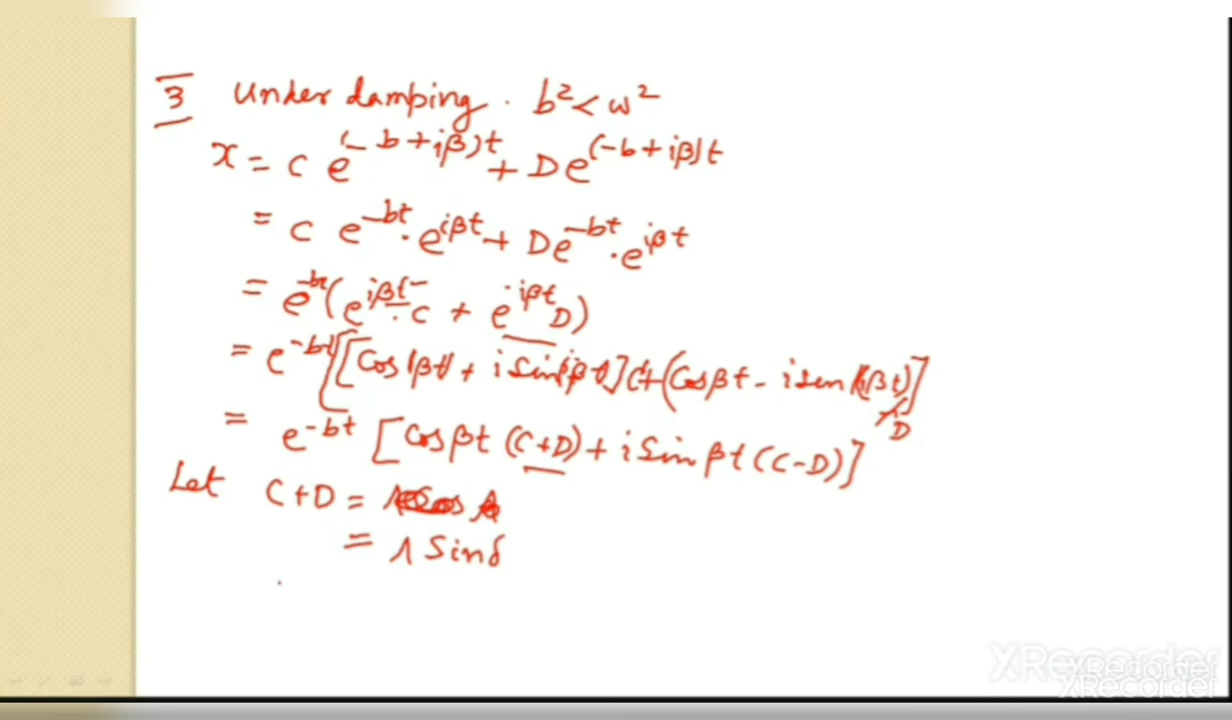 3 Under damping. b² < ω²
x = C e^(-b+iβ)t + D e^(-b+iβ)t
= C e^-bt · e^iβt + D e^-bt · e^iβt
= e^-bt (e^iβt · C + e^-iβt D)
= e^-bt [[Cos(βt) + i Sin(βt)] C + (Cos βt - i sin(βt)] D
= e^-bt [Cos βt (C+D) + i Sin βt (C-D)]
Let C+D =
= A Sin δ
XRecorder
XRecorder